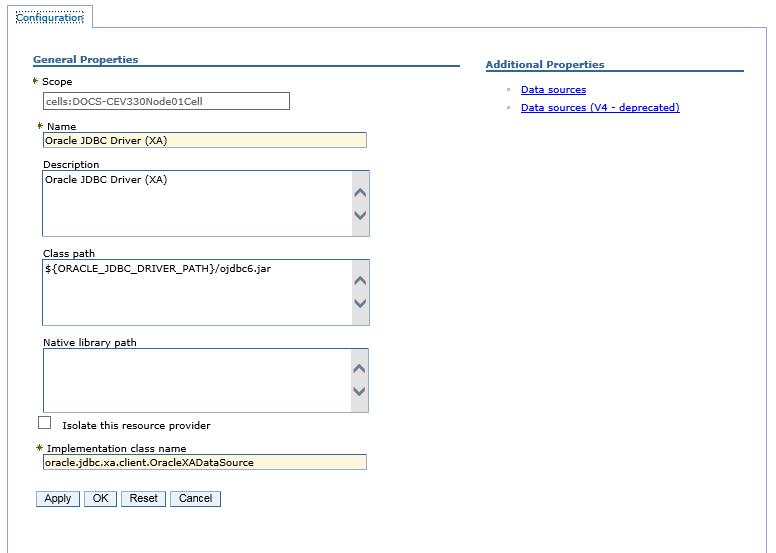 Configuration
General Properties
* Scope
cells:DOCS-CEV330Node01Cell
* Name
Oracle JDBC Driver (XA)
Description
Oracle JDBC Driver (XA)
Class path
${ORACLE_JDBC_DRIVER_PATH}/ojdbc6.jar
Native library path
Isolate this resource provider
* Implementation class name
oracle.jdbc.xa.client.OracleXADataSource
Apply OK Reset Cancel
Additional Properties
Data sources
Data sources (V4 - deprecated)